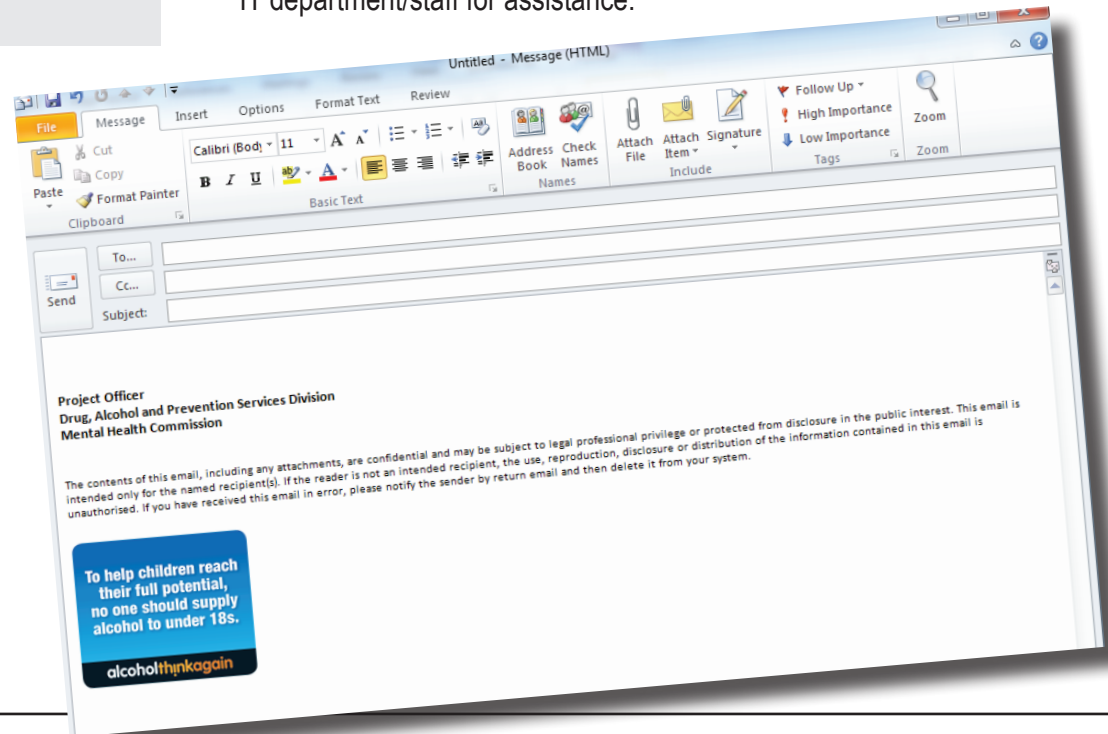 IT department/staff for assistance.
Untitled - Message (HTML)
File Message Insert Options Format Text Review
Cut
Copy
Format Painter
Paste
Clipboard
Calibri (Body 11
B I U
Basic Text
Address Book
Check Names
Names
Attach File
Attach Item
Signature
Include
Follow Up
High Importance
Low Importance
Tags
Zoom
Zoom
Send
To...
Cc...
Subject:
Project Officer
Drug, Alcohol and Prevention Services Division
Mental Health Commission
The contents of this email, including any attachments, are confidential and may be subject to legal professional privilege or protected from disclosure in the public interest. This email is
intended only for the named recipient(s). If the reader is not an intended recipient, the use, reproduction, disclosure or distribution of the information contained in this email is
unauthorised. If you have received this email in error, please notify the sender by return email and then delete it from your system.
To help children reach
their full potential,
no one should supply
alcohol to under 18s.
alcoholthinkagain